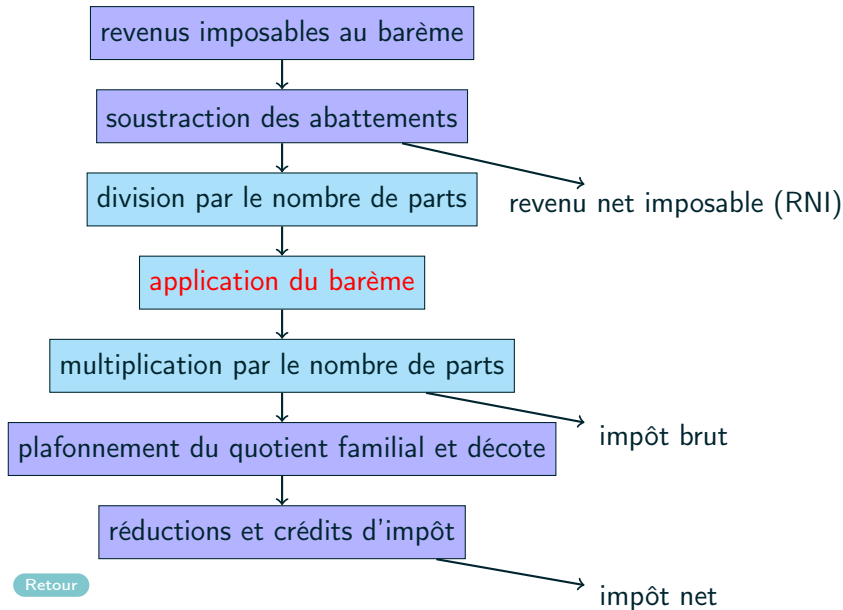 revenus imposables au barème
soustraction des abattements
division par le nombre de parts
revenu net imposable (RNI)
application du barème
multiplication par le nombre de parts
impôt brut
plafonnement du quotient familial et décote
réductions et crédits d'impôt
Retour
impôt net